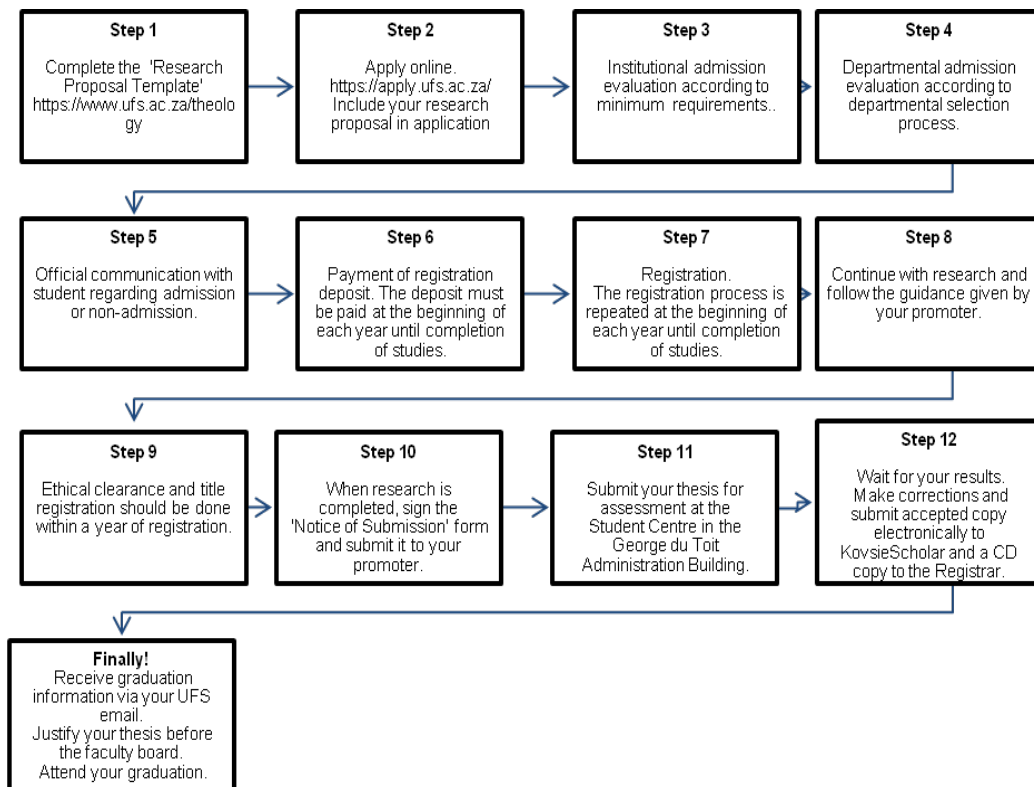 Step 1
Complete the 'Research
Proposal Template'
https://www.ufs.ac.za/theolo
gy
Step 2
Apply online.
https://apply.ufs.ac.za/
Include your research
proposal in application
Step 3
Institutional admission
evaluation according to
minimum requirements..
Step 4
Departmental admission
evaluation according to
departmental selection
process.
Step 5
Official communication with
student regarding admission
or non-admission.
Step 6
Payment of registration
deposit. The deposit must
be paid at the beginning of
each year until completion
of studies.
Step 7
Registration.
The registration process is
repeated at the beginning of
each year until completion
of studies.
Step 8
Continue with research and
follow the guidance given by
your promoter.
Step 9
Ethical clearance and title
registration should be done
within a year of registration.
Step 10
When research is
completed, sign the
'Notice of Submission' form
and submit it to your
promoter.
Step 11
Submit your thesis for
assessment at the
Student Centre in the
George du Toit
Administration Building.
Step 12
Wait for your results.
Make corrections and
submit accepted copy
electronically to
KovsieScholar and a CD
copy to the Registrar.
Finally!
Receive graduation
information via your UFS
email.
Justify your thesis before
the faculty board.
Attend your graduation.